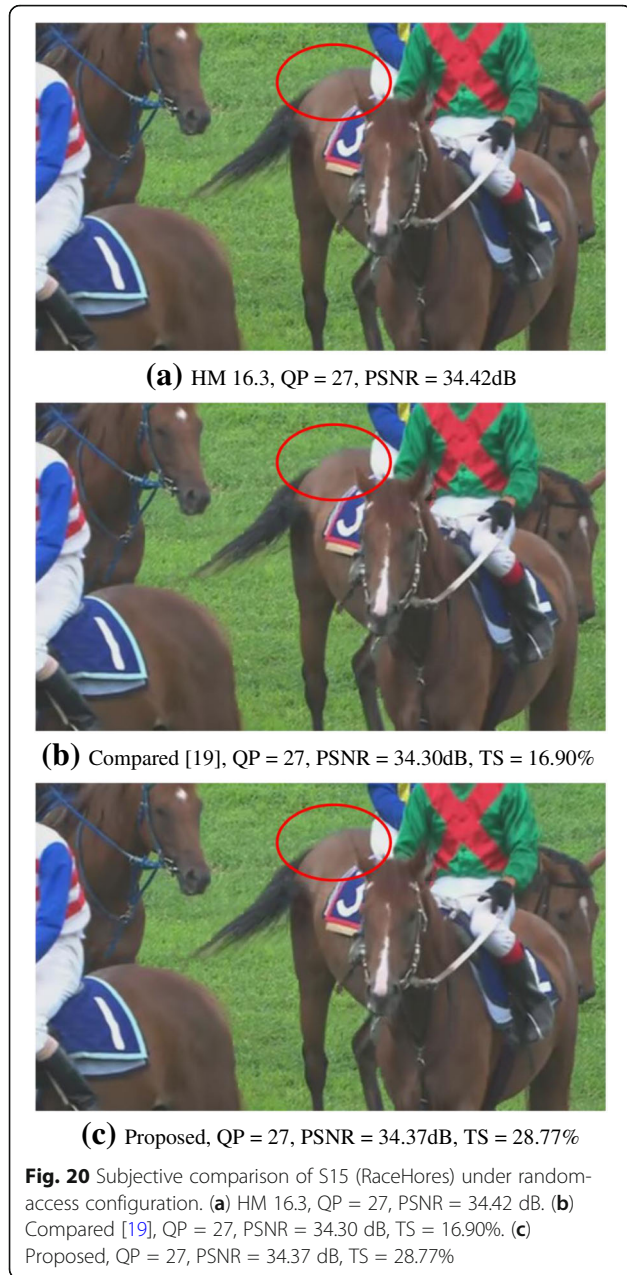 (a) HM 16.3, QP = 27, PSNR = 34.42dB
(b) Compared [19], QP = 27, PSNR = 34.30dB, TS = 16.90%
(c) Proposed, QP = 27, PSNR = 34.37dB, TS = 28.77%
Fig. 20 Subjective comparison of S15 (RaceHores) under random-
access configuration. (a) HM 16.3, QP = 27, PSNR = 34.42 dB. (b)
Compared [19], QP = 27, PSNR = 34.30 dB, TS = 16.90%. (c)
Proposed, QP = 27, PSNR = 34.37 dB, TS = 28.77%